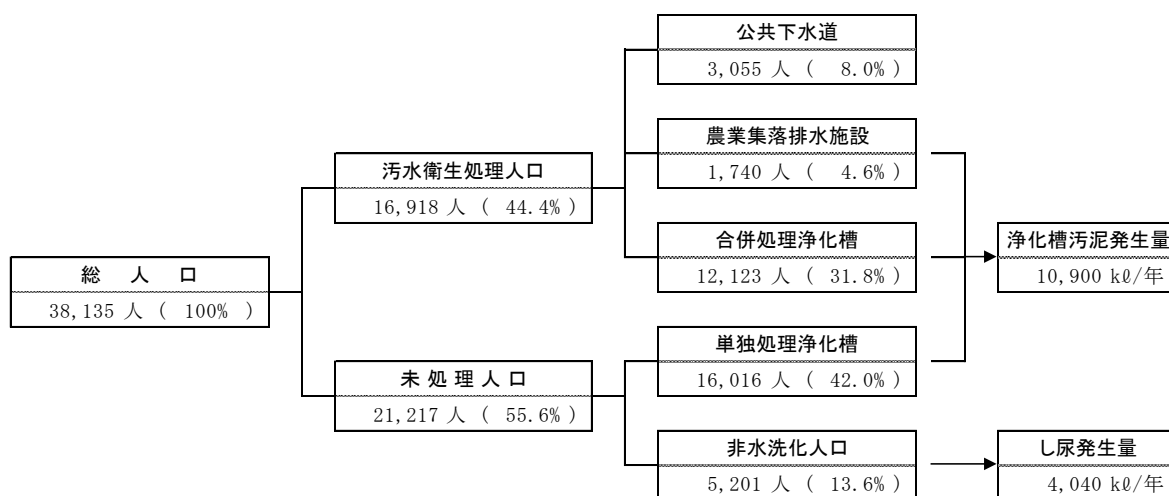 公共下水道
3,055 人 ( 8.0% )
農業集落排水施設
1,740 人 ( 4.6% )
汚水衛生処理人口
16,918 人 ( 44.4% )
合併処理浄化槽
12,123 人 ( 31.8% )
浄化槽汚泥発生量
10,900 kℓ/年
総 人 口
38,135 人 ( 100% )
単独処理浄化槽
16,016 人 ( 42.0% )
未 処 理 人 口
21,217 人 ( 55.6% )
非水洗化人口
5,201 人 ( 13.6% )
し尿発生量
4,040 kℓ/年